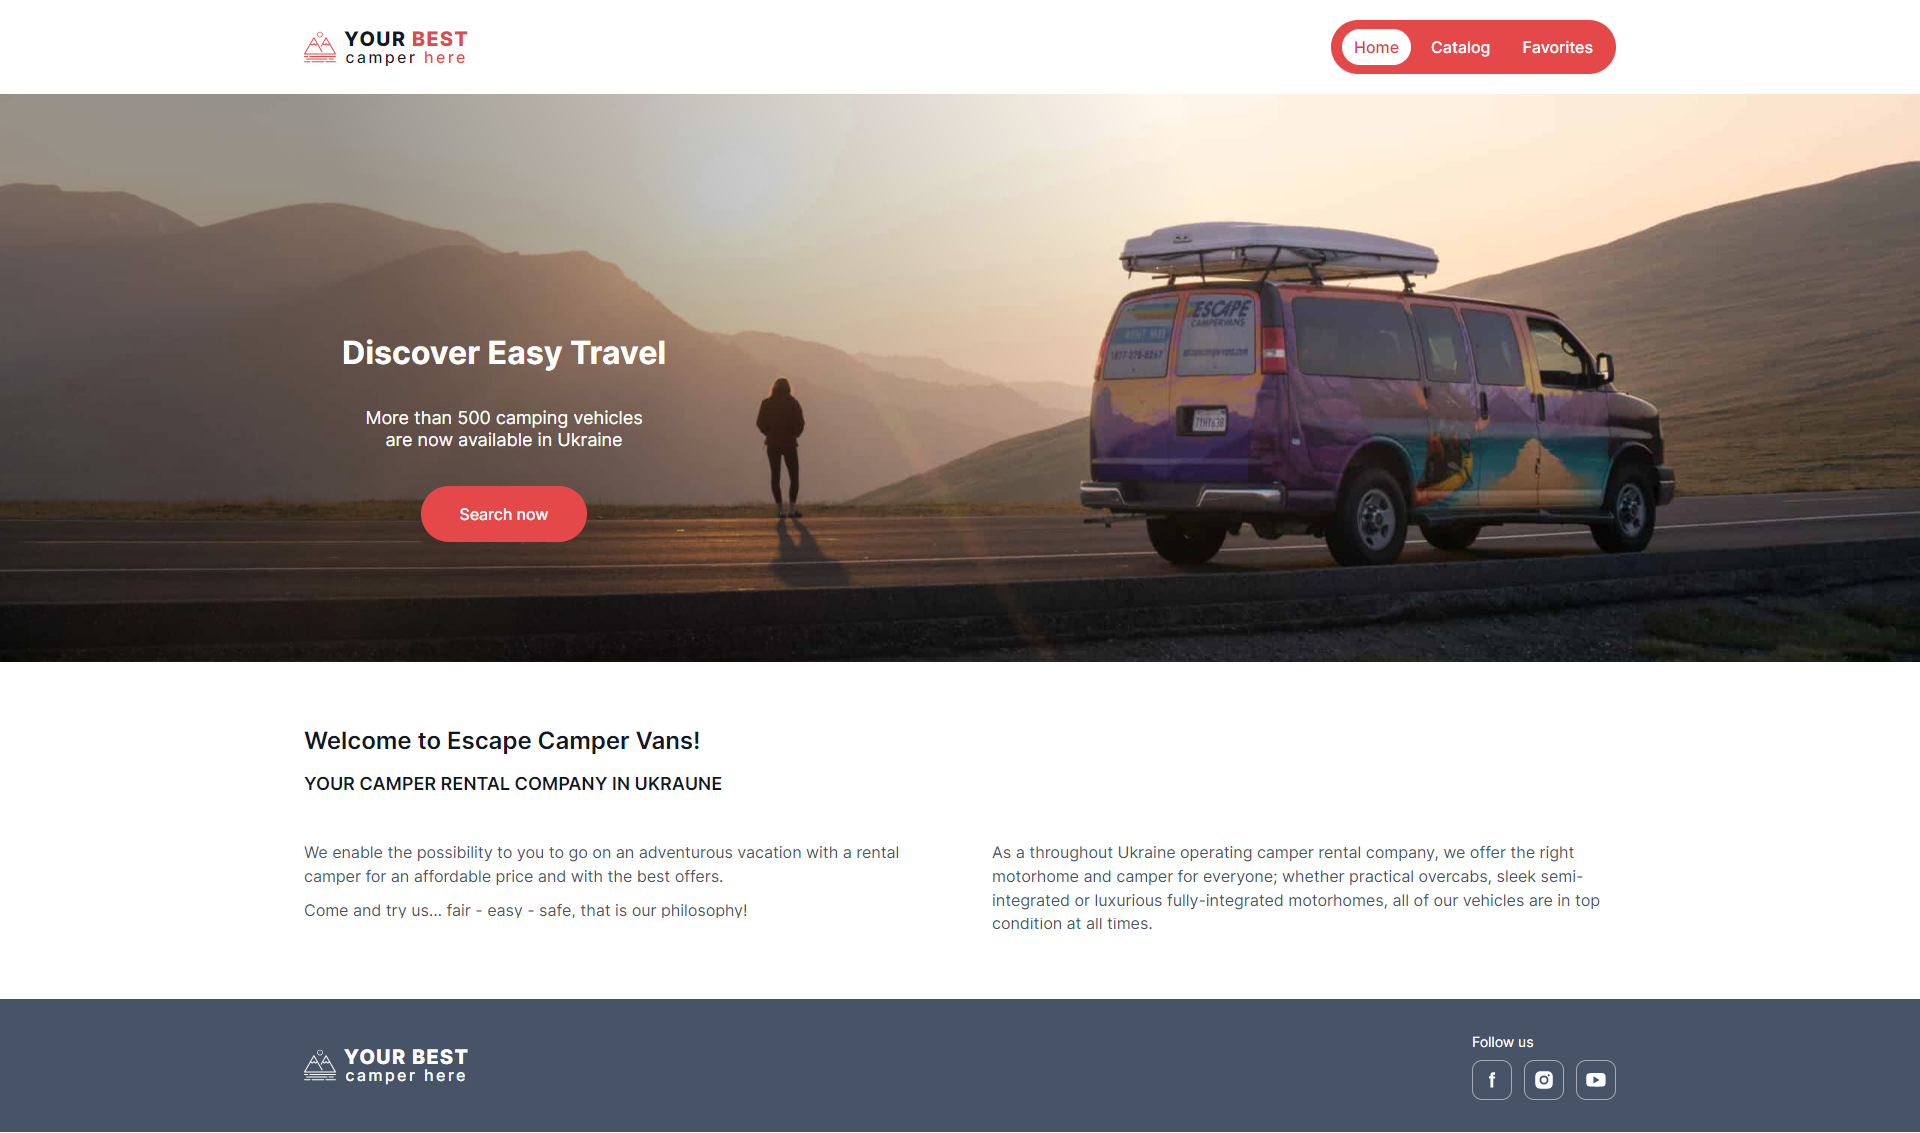 YOUR BEST
camper here
Home
Catalog
Favorites
ESCAPE
CAMPERVANS
RENT ME!
Discover Easy Travel
More than 500 camping vehicles
are now available in Ukraine
Search now
Welcome to Escape Camper Vans!
YOUR CAMPER RENTAL COMPANY IN UKRAUNE
We enable the possibility to you to go on an adventurous vacation with a rental
camper for an affordable price and with the best offers.
Come and try us... fair - easy - safe, that is our philosophy!
As a throughout Ukraine operating camper rental company, we offer the right
motorhome and camper for everyone; whether practical overcabs, sleek semi-
integrated or luxurious fully-integrated motorhomes, all of our vehicles are in top
condition at all times.
YOUR BEST
camper here
Follow us